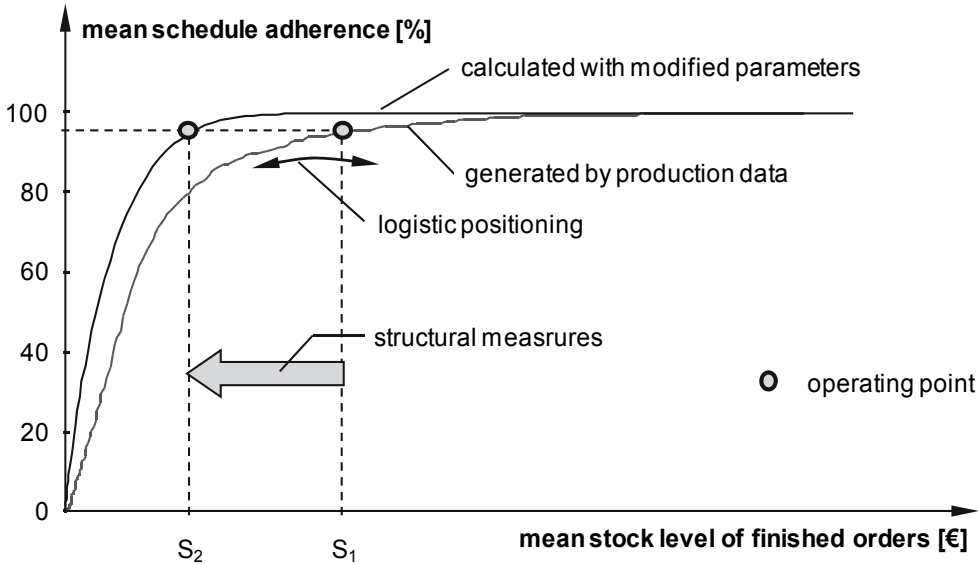 mean schedule adherence [%]
calculated with modified parameters
100
generated by production data
80
logistic positioning
60
structural measrures
40
operating point
20
0
S₂
S₁
mean stock level of finished orders [€]